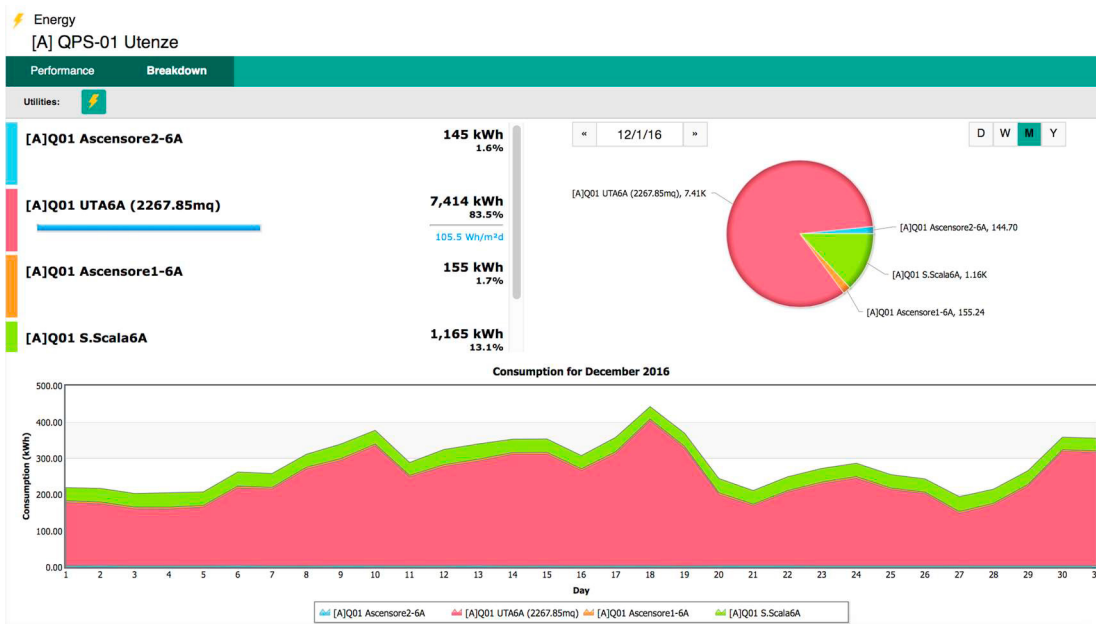 Energy
[A] QPS-01 Utenze
Performance Breakdown
Utilities:
[A]Q01 Ascensore2-6A 145 kWh
1.6%
[A]Q01 UTA6A (2267.85mq) 7,414 kWh
83.5%
105.5 Wh/m²d
[A]Q01 Ascensore1-6A 155 kWh
1.7%
[A]Q01 S.Scala6A 1,165 kWh
13.1%
« 12/1/16 » D W M Y
[A]Q01 UTA6A (2267.85mq), 7.41K
[A]Q01 Ascensore2-6A, 144.70
[A]Q01 S.Scala6A, 1.16K
[A]Q01 Ascensore1-6A, 155.24
Consumption for December 2016
Consumption (kWh)
500.00
400.00
300.00
200.00
100.00
0.00
1 2 3 4 5 6 7 8 9 10 11 12 13 14 15 16 17 18 19 20 21 22 23 24 25 26 27 28 29 30
Day
[A]Q01 Ascensore2-6A [A]Q01 UTA6A (2267.85mq) [A]Q01 Ascensore1-6A [A]Q01 S.Scala6A